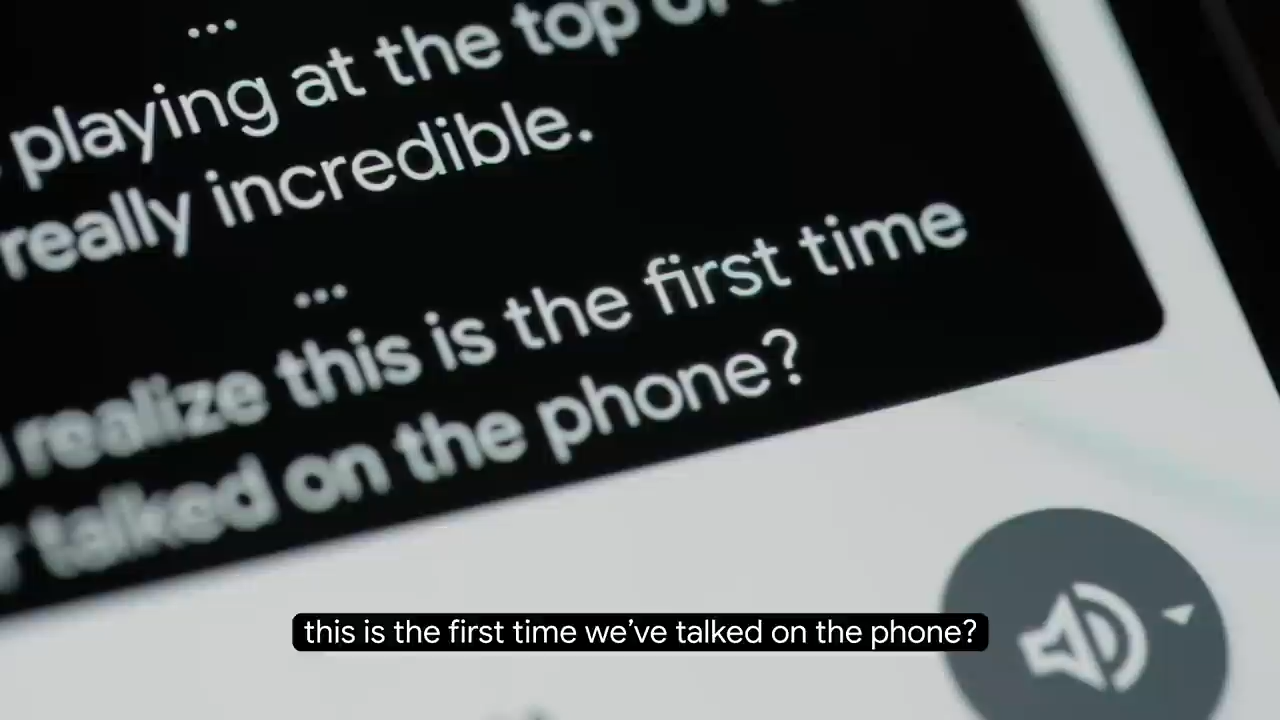 ...
playing at the top of
really incredible.
...
realize this is the first time
talked on the phone?
this is the first time we've talked on the phone?